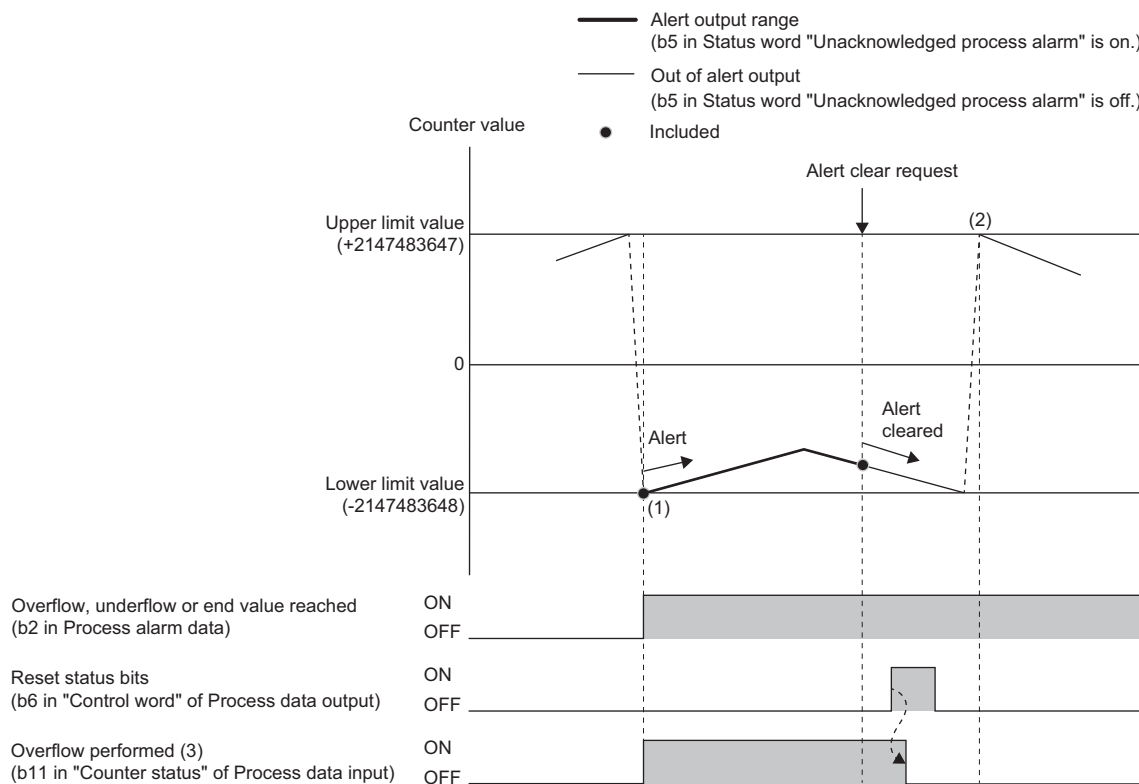 Alert output range
(b5 in Status word "Unacknowledged process alarm" is on.)
Out of alert output
(b5 in Status word "Unacknowledged process alarm" is off.)
Included
Counter value
Alert clear request
Upper limit value
(+2147483647)
(2)
0
Alert
Alert
cleared
Lower limit value
(-2147483648)
(1)
Overflow, underflow or end value reached
(b2 in Process alarm data)
ON
OFF
Reset status bits
(b6 in "Control word" of Process data output)
ON
OFF
Overflow performed (3)
(b11 in "Counter status" of Process data input)
ON
OFF